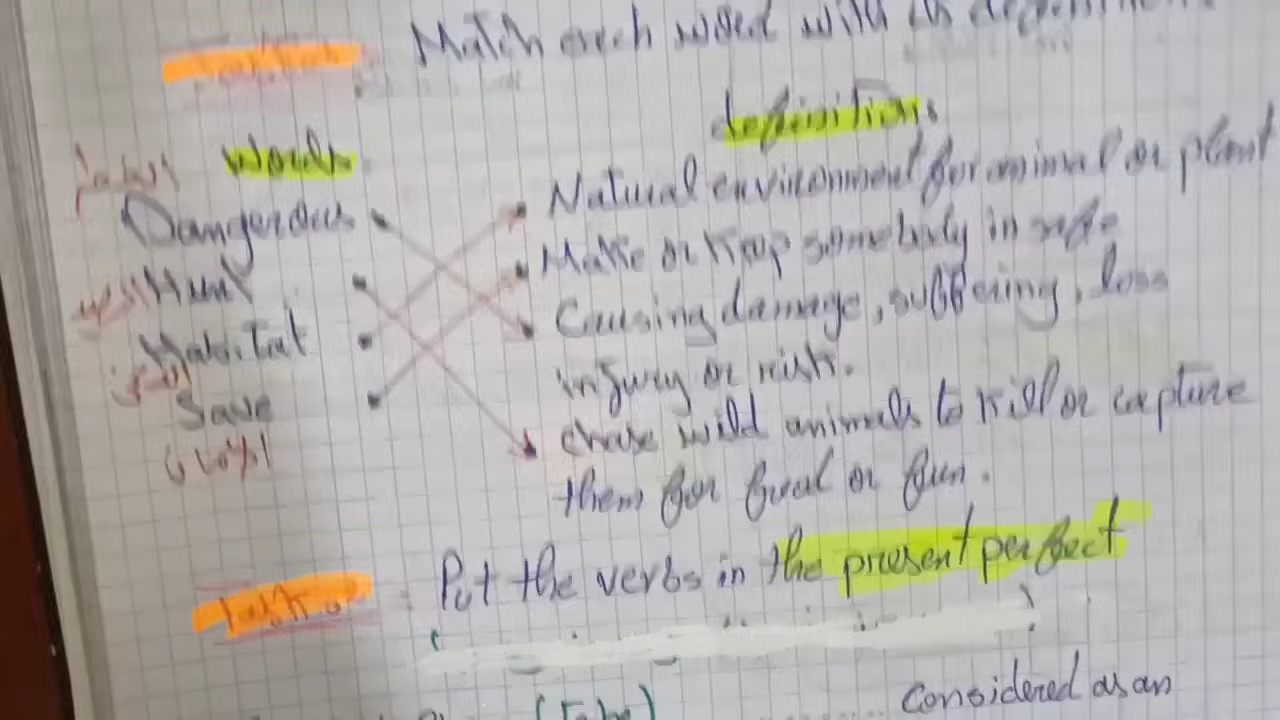 Match each word with its
definitions
words
Dangerous
Natural environment for animal or plant
Hunt
Make or keep somebody in safe
Habitat
Causing damage, suffering, loss
injury or risk.
Save
chase wild animals to kill or capture
them for food or fun.
Put the verbs in the present perfect
Considered as an